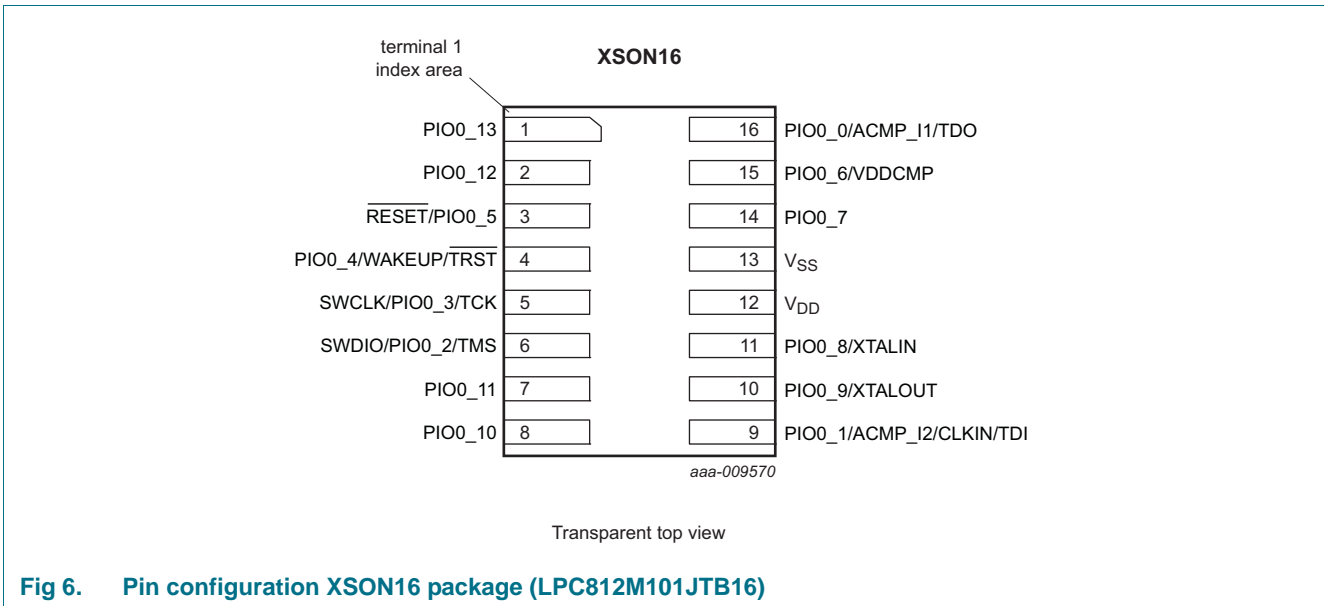 terminal 1
index area
XSON16
PIO0_13 1 16 PIO0_0/ACMP_I1/TDO
PIO0_12 2 15 PIO0_6/VDDCMP
RESET/PIO0_5 3 14 PIO0_7
PIO0_4/WAKEUP/TRST 4 13 VSS
SWCLK/PIO0_3/TCK 5 12 VDD
SWDIO/PIO0_2/TMS 6 11 PIO0_8/XTALIN
PIO0_11 7 10 PIO0_9/XTALOUT
PIO0_10 8 9 PIO0_1/ACMP_I2/CLKIN/TDI
aaa-009570
Transparent top view
Fig 6. Pin configuration XSON16 package (LPC812M101JTB16)